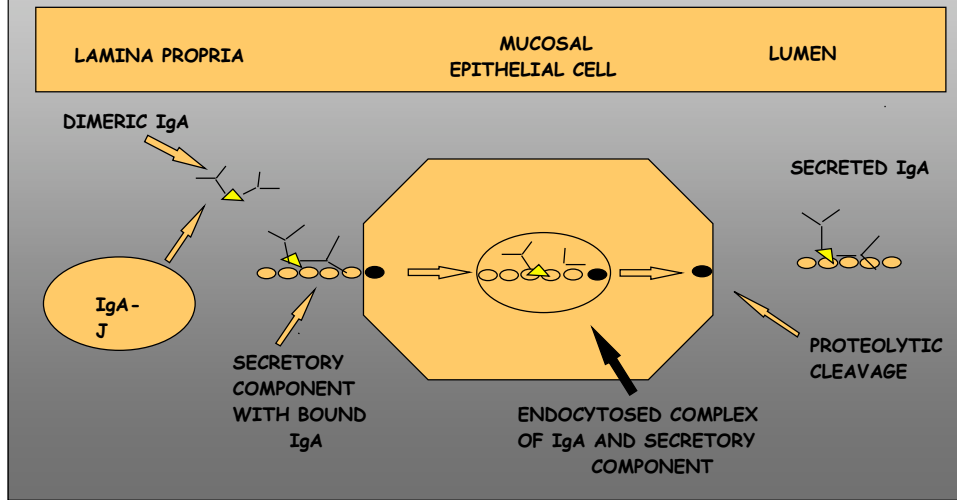 LAMINA PROPRIA
MUCOSAL
EPITHELIAL CELL
LUMEN
DIMERIC IgA
SECRETED IgA
IgA-
J
SECRETORY
COMPONENT
WITH BOUND
IgA
ENDOCYTOSED COMPLEX
OF IgA AND SECRETORY
COMPONENT
PROTEOLYTIC
CLEAVAGE